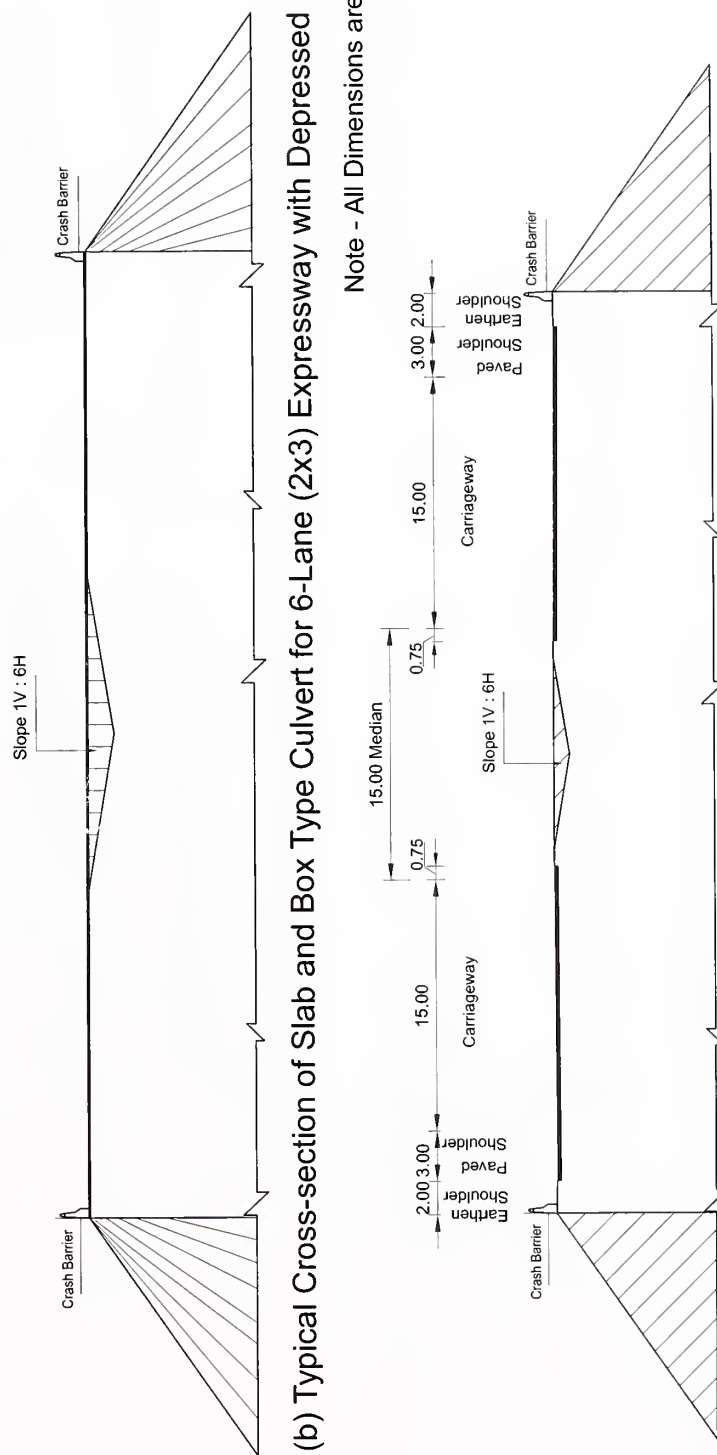 Crash Barrier
Slope 1V : 6H
Crash Barrier
(b) Typical Cross-section of Slab and Box Type Culvert for 6-Lane (2x3) Expressway with Depressed
Note - All Dimensions are
15.00 Median
2.00 3.00
15.00
0.75
0.75
15.00
3.00 2.00
Earthen
Shoulder
Paved
Shoulder
Carriageway
Carriageway
Paved
Shoulder
Earthen
Shoulder
Crash Barrier
Slope 1V : 6H
Crash Barrier